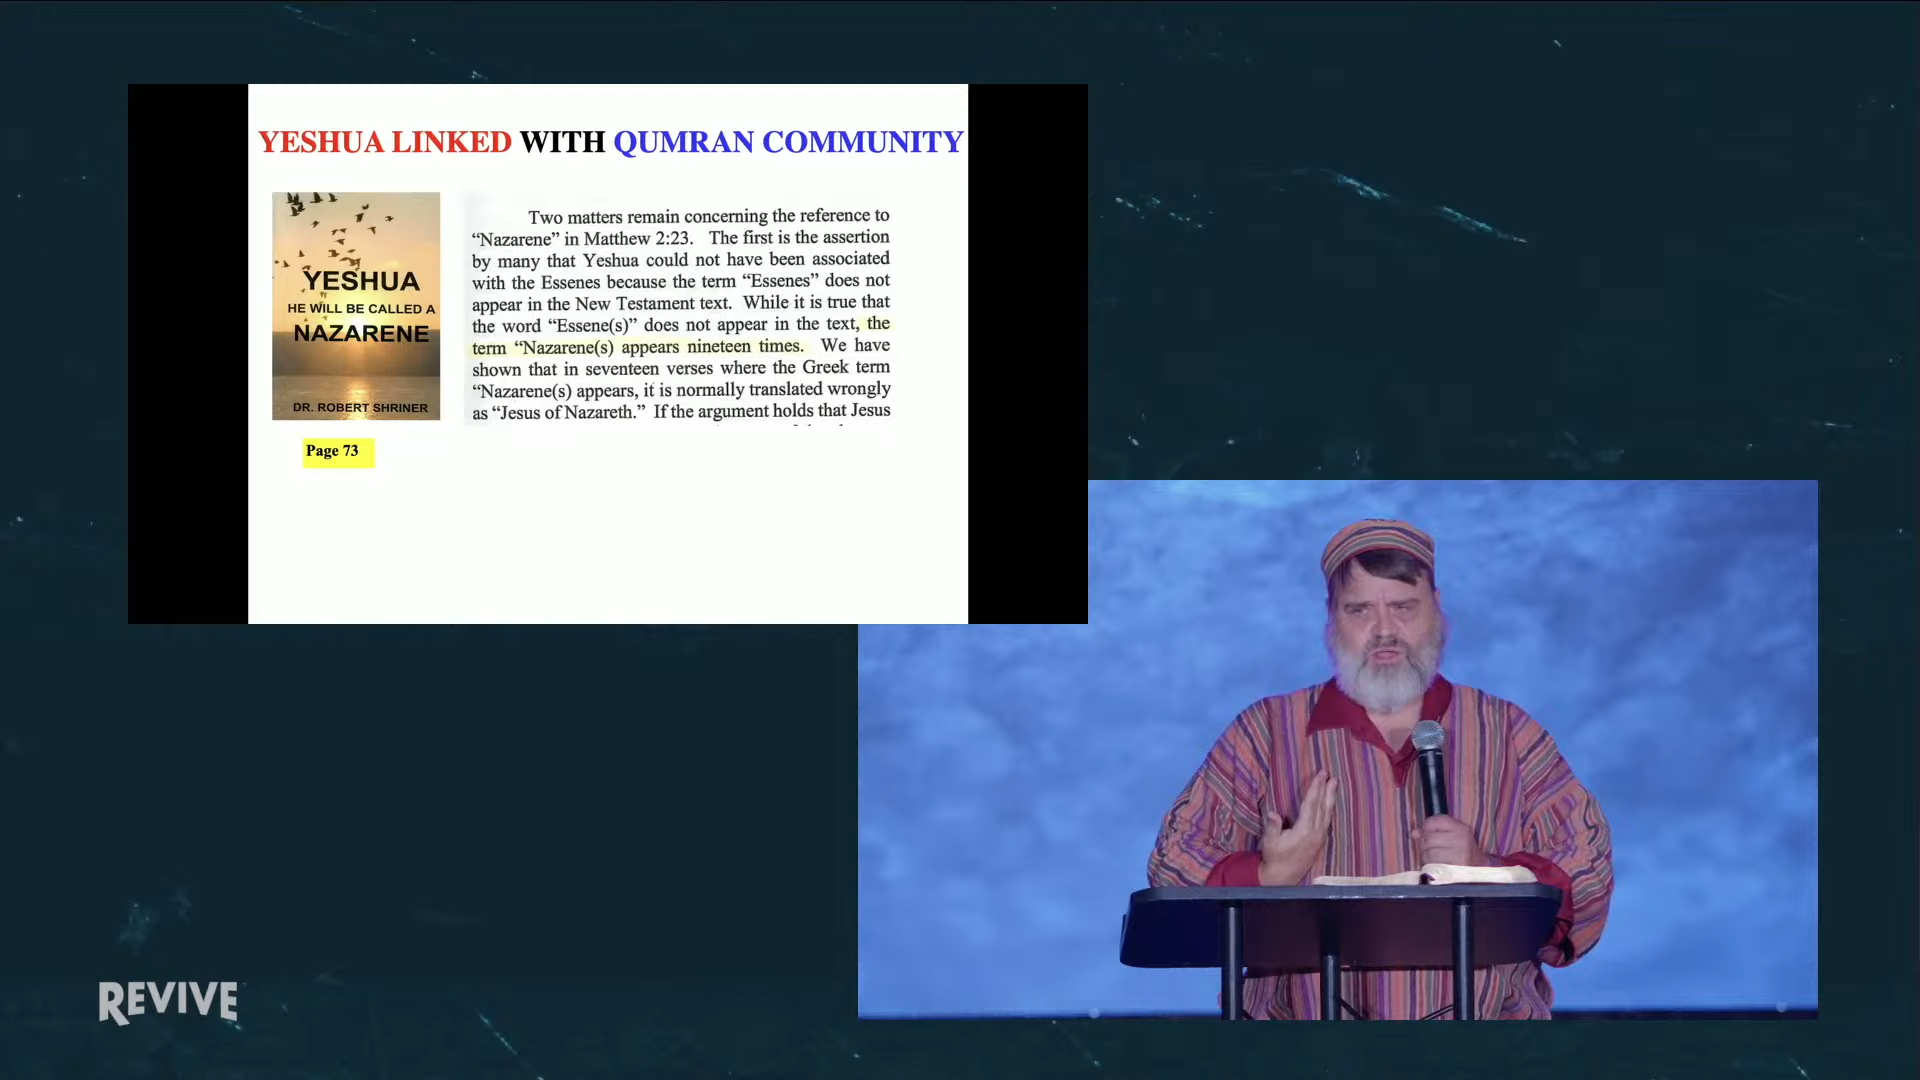 YESHUA LINKED WITH QUMRAN COMMUNITY
YESHUA
HE WILL BE CALLED A
NAZARENE
DR. ROBERT SHRINER
Page 73
Two matters remain concerning the reference to
“Nazarene” in Matthew 2:23. The first is the assertion
by many that Yeshua could not have been associated
with the Essenes because the term “Essenes” does not
appear in the New Testament text. While it is true that
the word “Essene(s)” does not appear in the text, the
term “Nazarene(s) appears nineteen times. We have
shown that in seventeen verses where the Greek term
“Nazarene(s) appears, it is normally translated wrongly
as “Jesus of Nazareth.” If the argument holds that Jesus
REVIVE